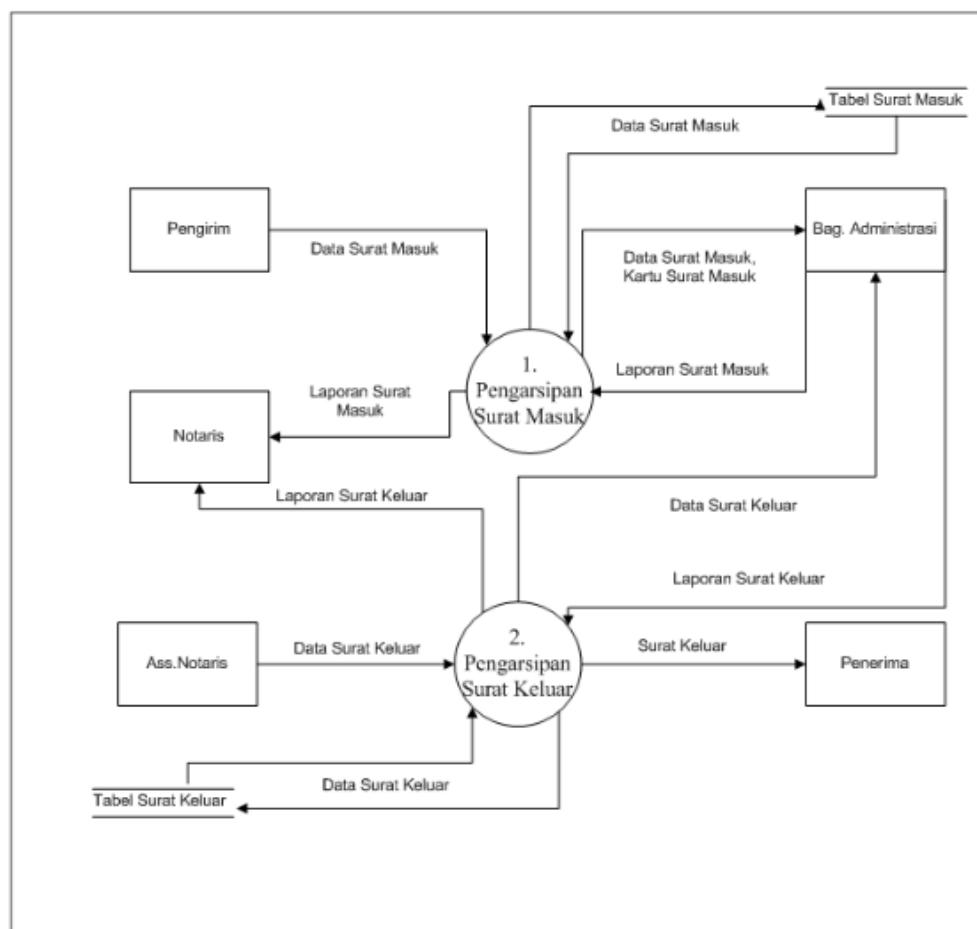 Tabel Surat Masuk
Data Surat Masuk
Pengirim
Data Surat Masuk
Bag. Administrasi
Data Surat Masuk,
Kartu Surat Masuk
1.
Pengarsipan
Surat Masuk
Laporan Surat Masuk
Laporan Surat
Masuk
Notaris
Laporan Surat Keluar
Data Surat Keluar
Laporan Surat Keluar
Ass.Notaris
Data Surat Keluar
2.
Pengarsipan
Surat Keluar
Surat Keluar
Penerima
Data Surat Keluar
Tabel Surat Keluar